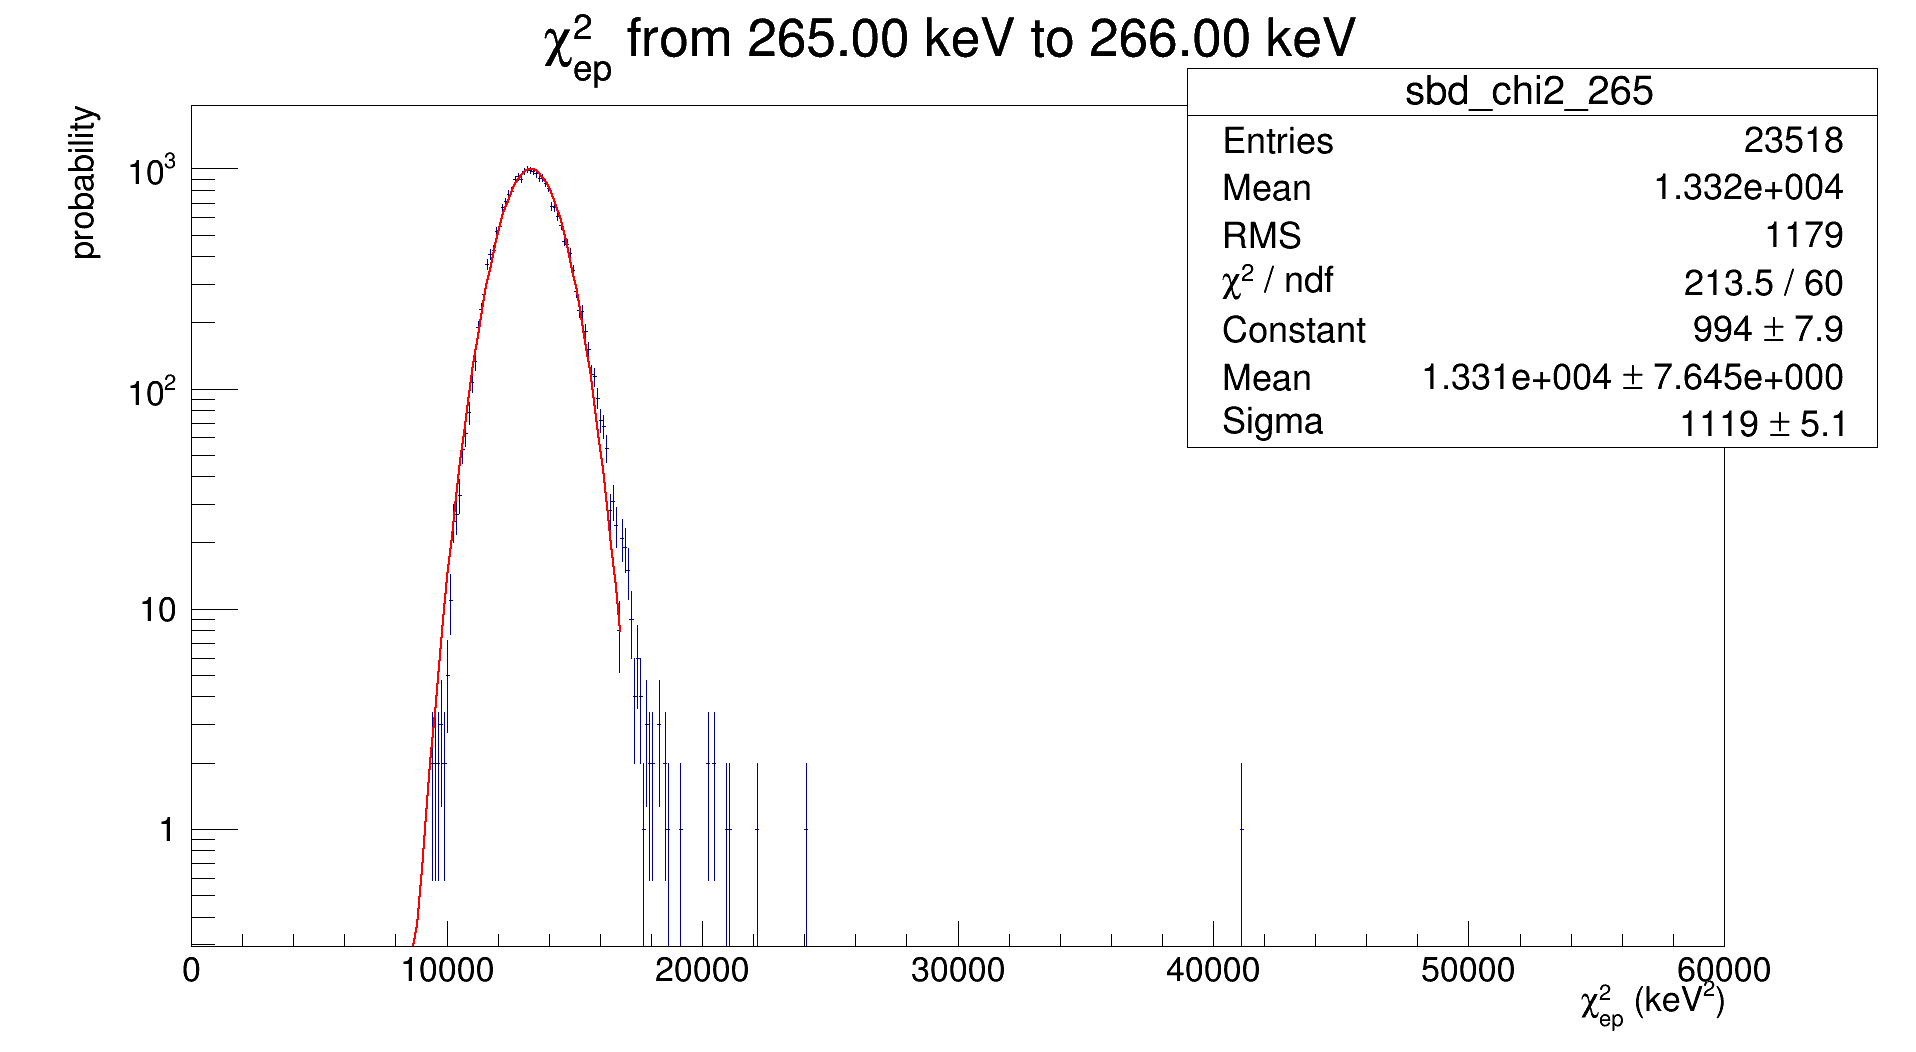 χ²ep from 265.00 keV to 266.00 keV
sbd_chi2_265
Entries 23518
Mean 1.332e+004
RMS 1179
χ² / ndf 213.5 / 60
Constant 994 ± 7.9
Mean 1.331e+004 ± 7.645e+000
Sigma 1119 ± 5.1
probability
10³
10²
10
1
0 10000 20000 30000 40000 50000 60000
χ²ep (keV²)